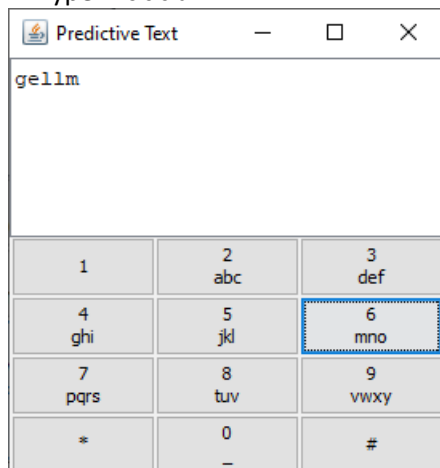 Predictive Text
gellm
1 2 3
abc def
4 5 6
ghi jkl mno
7 8 9
pqrs tuv vwxy
* 0 #
_